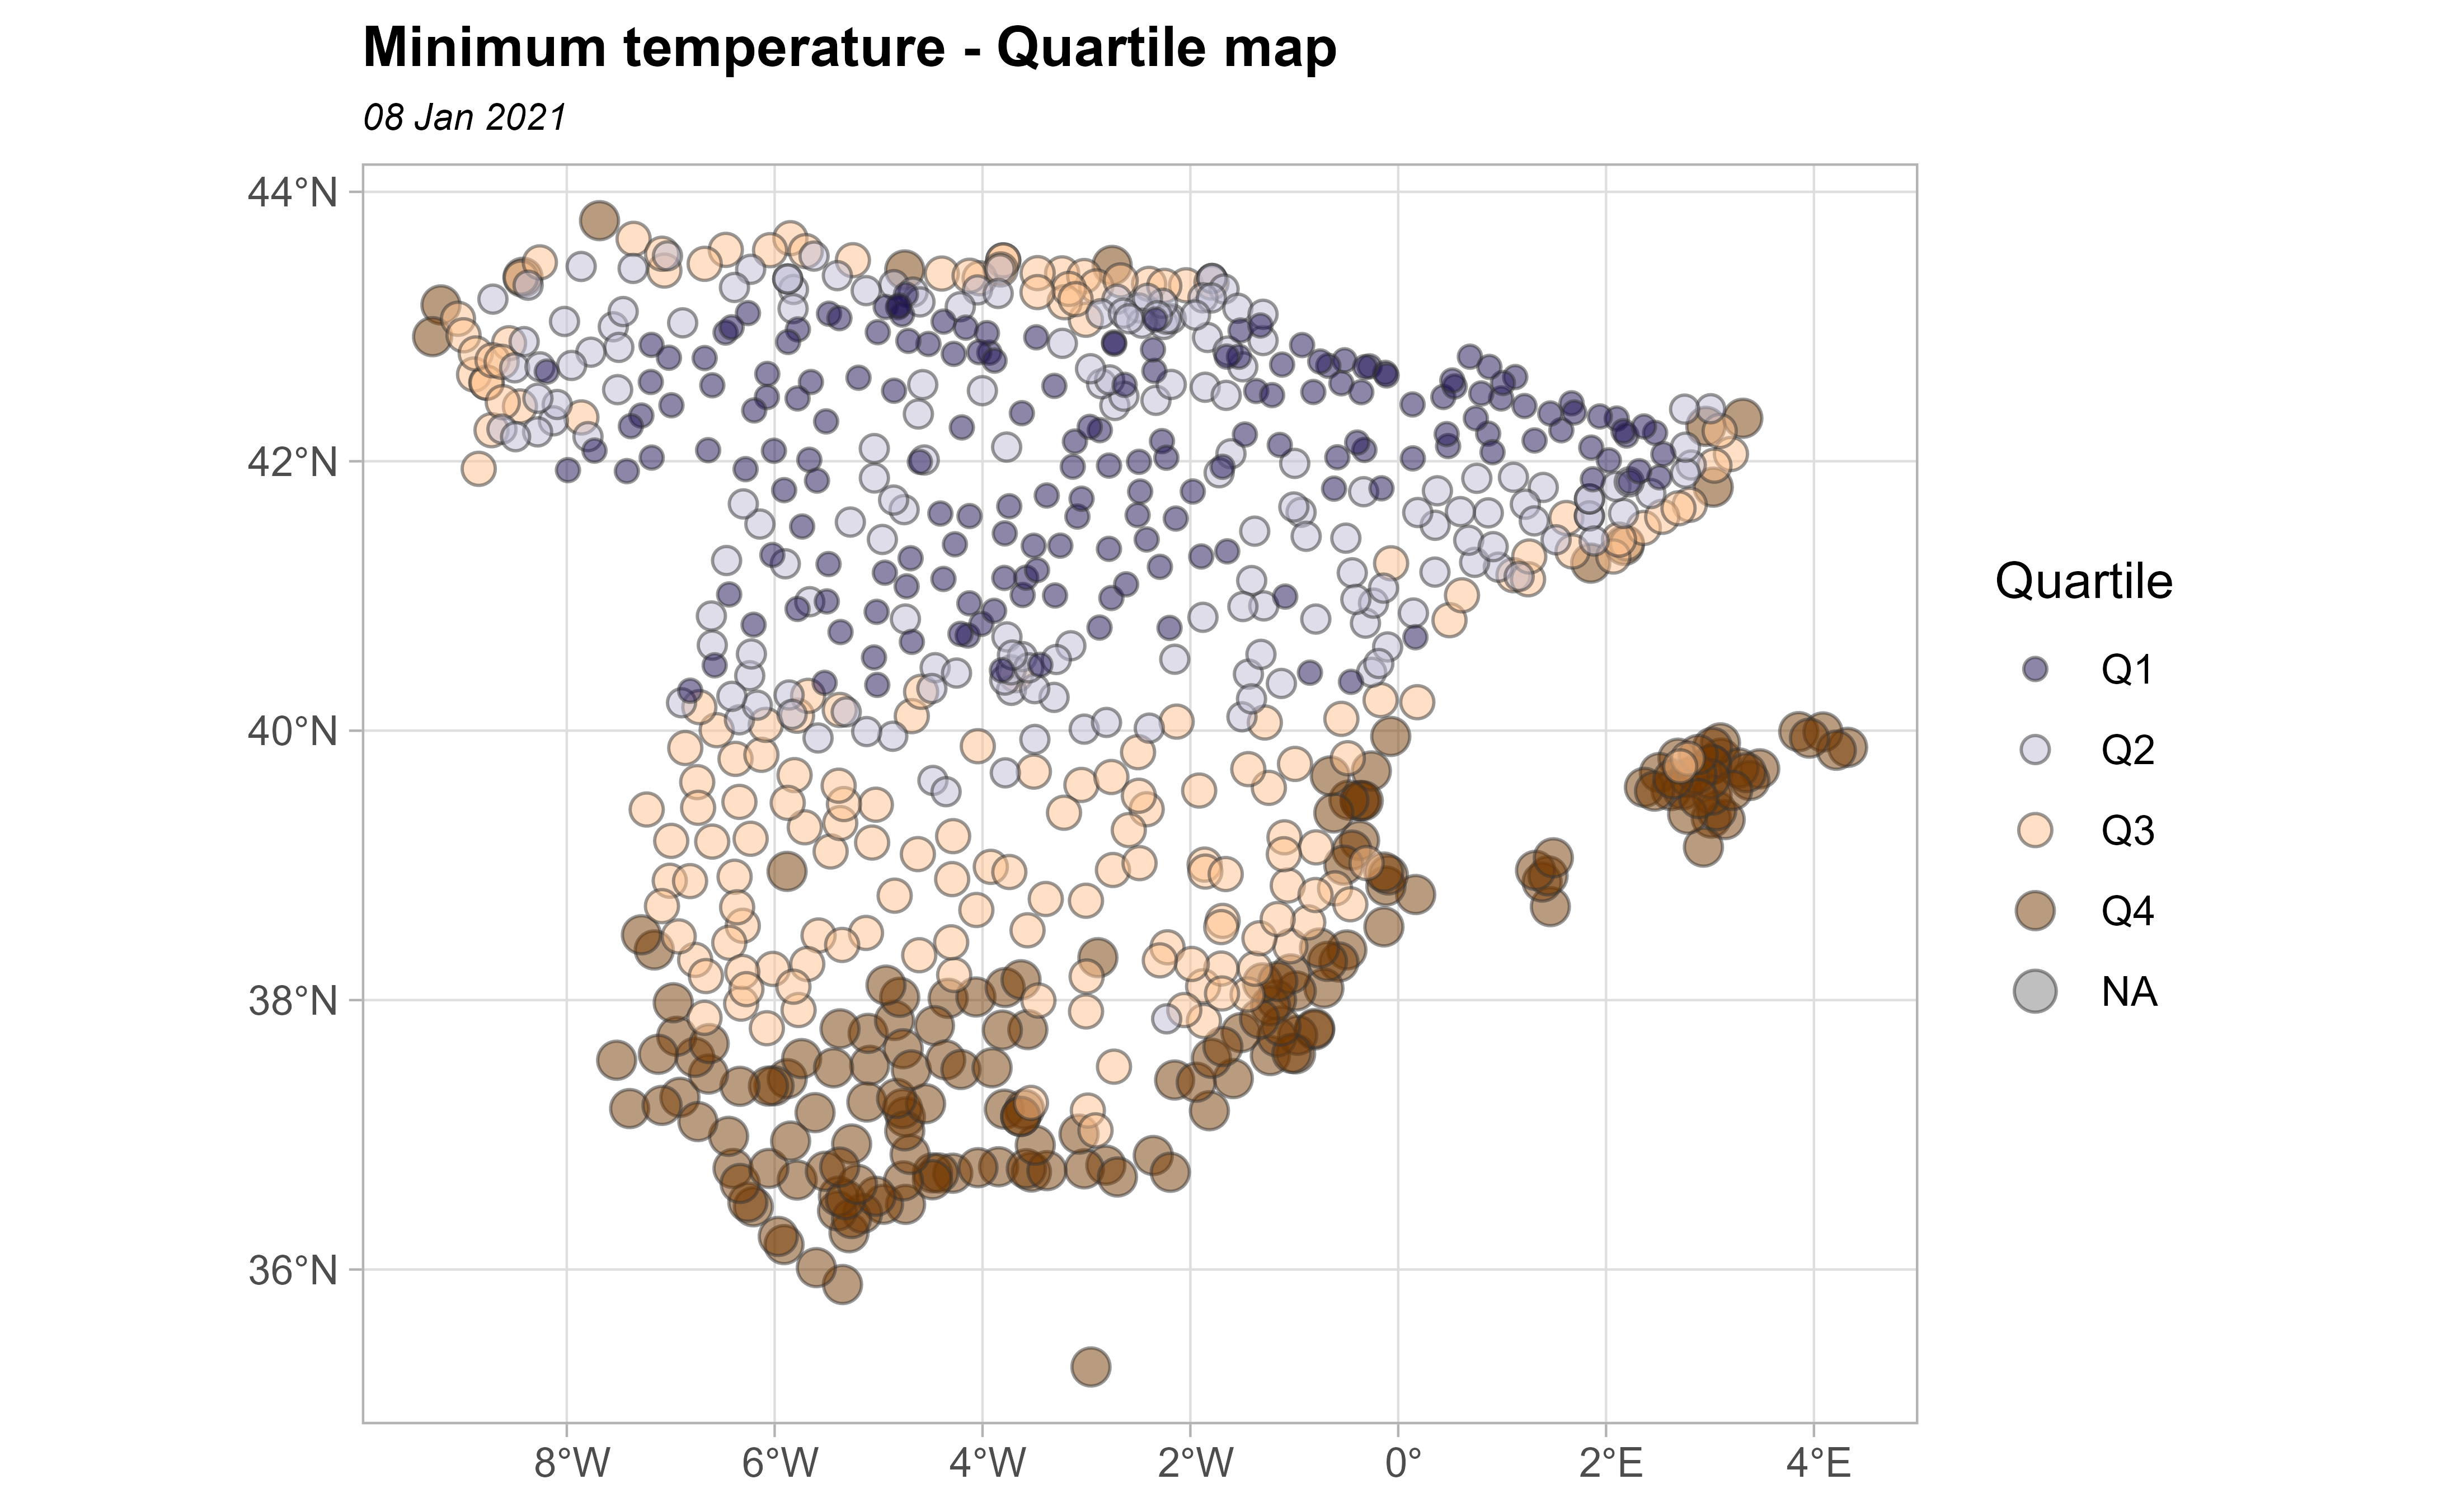 Minimum temperature - Quartile map
08 Jan 2021
44°N
42°N
40°N
38°N
36°N
8°W 6°W 4°W 2°W 0° 2°E 4°E
Quartile
Q1
Q2
Q3
Q4
NA